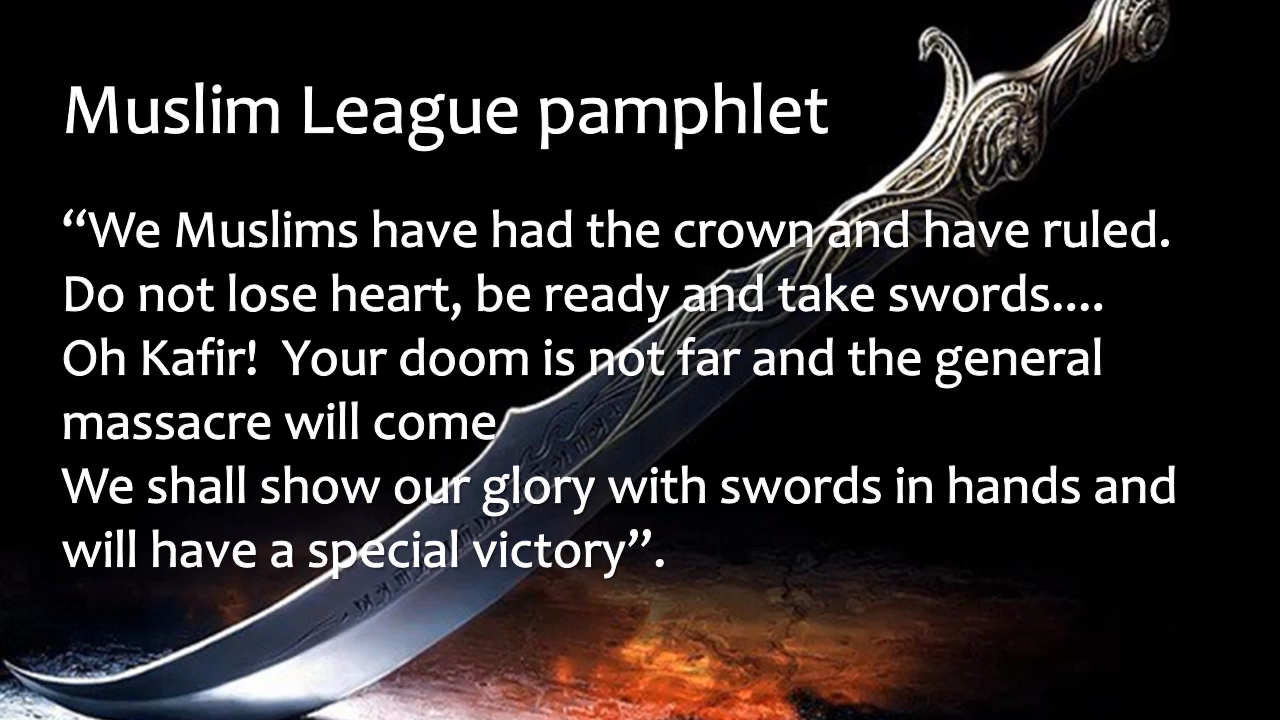 Muslim League pamphlet
“We Muslims have had the crown and have ruled.
Do not lose heart, be ready and take swords....
Oh Kafir!  Your doom is not far and the general
massacre will come
We shall show our glory with swords in hands and
will have a special victory”.